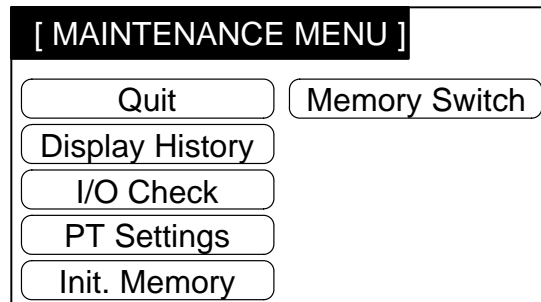 [ MAINTENANCE MENU ]
Quit Memory Switch
Display History
I/O Check
PT Settings
Init. Memory